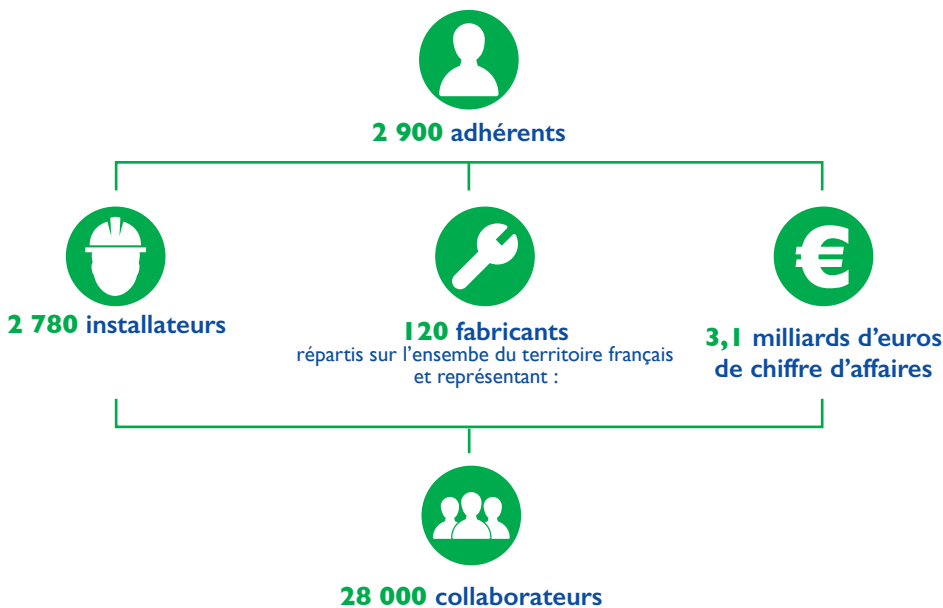 2 900 adhérents
2 780 installateurs
120 fabricants
répartis sur l'ensembe du territoire français
et représentant :
3,1 milliards d'euros
de chiffre d'affaires
€
28 000 collaborateurs